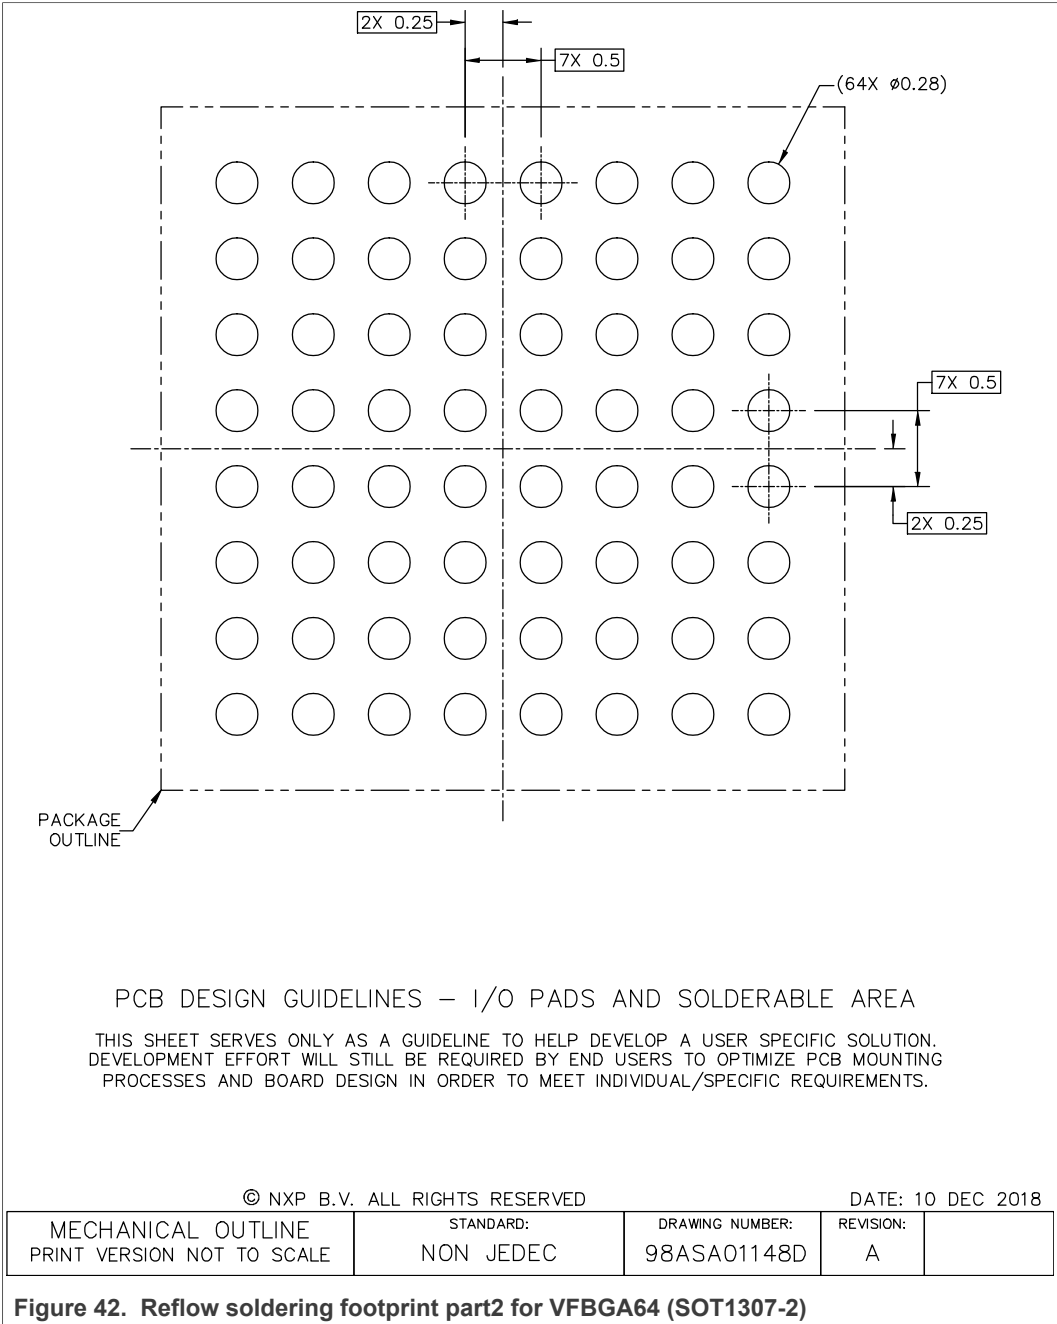 2X 0.25
7X 0.5
(64X ø0.28)
7X 0.5
2X 0.25
PACKAGE
OUTLINE
PCB DESIGN GUIDELINES – I/O PADS AND SOLDERABLE AREA
THIS SHEET SERVES ONLY AS A GUIDELINE TO HELP DEVELOP A USER SPECIFIC SOLUTION.
DEVELOPMENT EFFORT WILL STILL BE REQUIRED BY END USERS TO OPTIMIZE PCB MOUNTING
PROCESSES AND BOARD DESIGN IN ORDER TO MEET INDIVIDUAL/SPECIFIC REQUIREMENTS.
© NXP B.V. ALL RIGHTS RESERVED
DATE: 10 DEC 2018
MECHANICAL OUTLINE
PRINT VERSION NOT TO SCALE
STANDARD:
NON JEDEC
DRAWING NUMBER:
98ASA01148D
REVISION:
A
Figure 42. Reflow soldering footprint part2 for VFBGA64 (SOT1307-2)